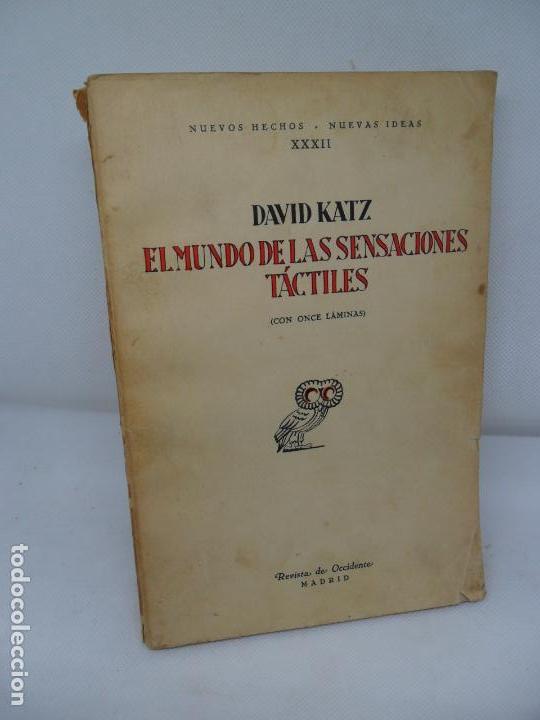 NUEVOS HECHOS • NUEVAS IDEAS
XXXII
DAVID KATZ
EL MUNDO DE LAS SENSACIONES
TÁCTILES
(CON ONCE LÁMINAS)
Revista de Occidente
MADRID
todocoleccion